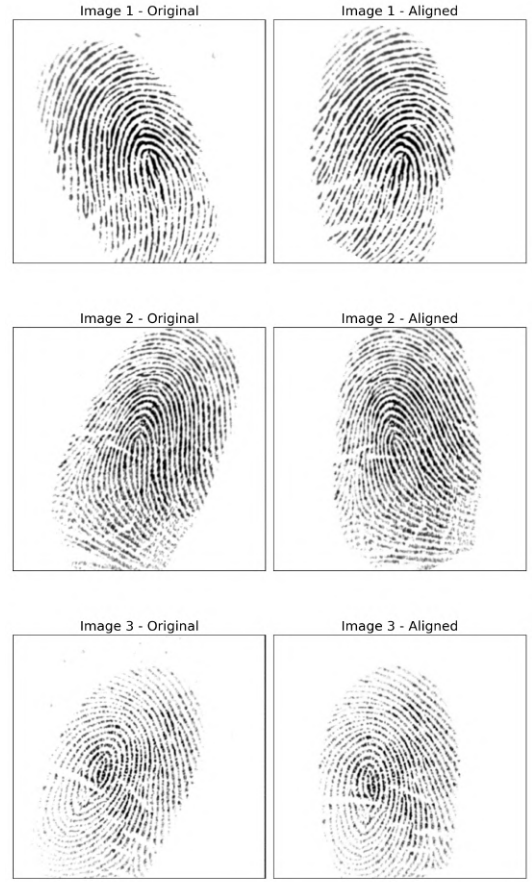 Image 1 - Original
Image 1 - Aligned
Image 2 - Original
Image 2 - Aligned
Image 3 - Original
Image 3 - Aligned